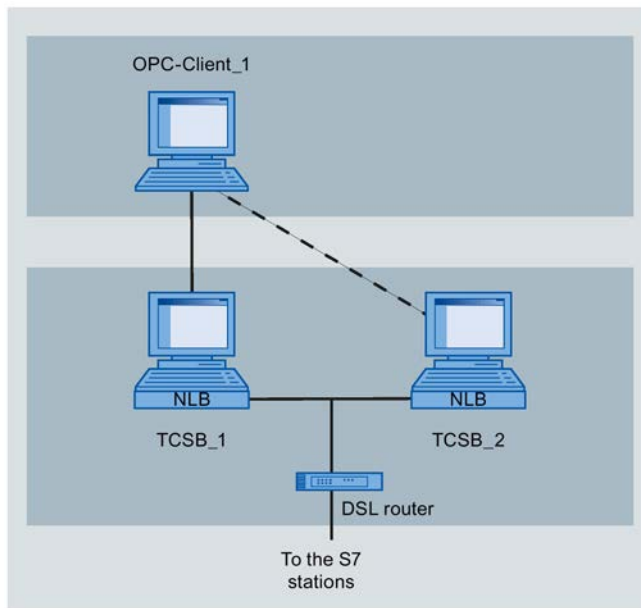 OPC-Client_1
NLB
NLB
TCSB_1
TCSB_2
DSL router
To the S7
stations